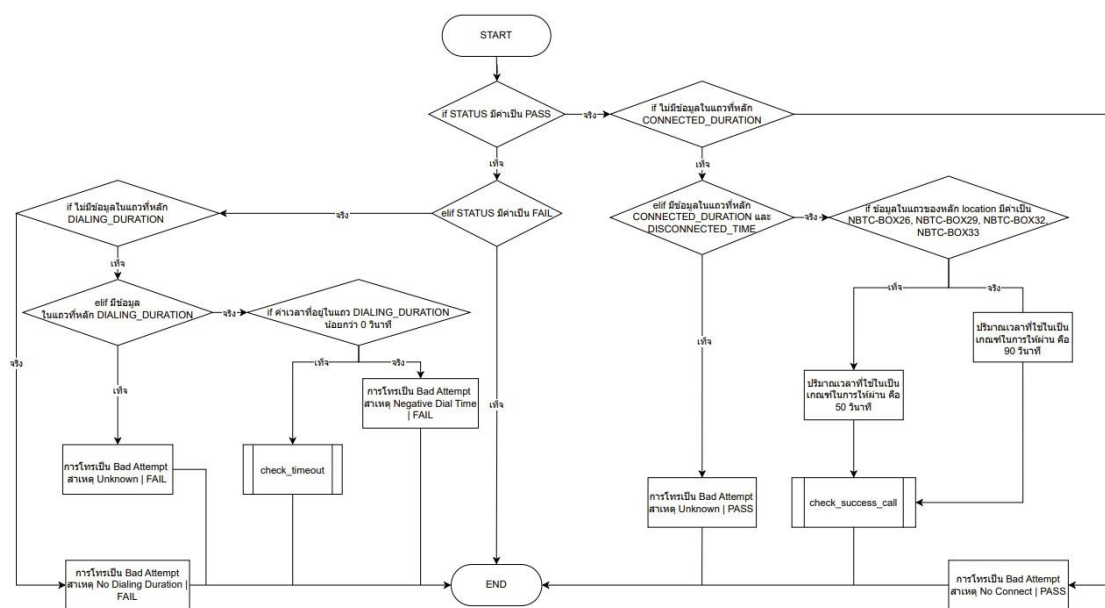 START
if STATUS มีค่าเป็น PASS
จริง
if ไม่มีข้อมูลในแถวที่หลัก
CONNECTED_DURATION
เท็จ
เท็จ
if ไม่มีข้อมูลในแถวที่หลัก
DIALING_DURATION
จริง
elif STATUS มีค่าเป็น FAIL
elif มีข้อมูลในแถวที่หลัก
CONNECTED_DURATION และ
DISCONNECTED_TIME
จริง
if ข้อมูลในแถวของหลัก location มีค่าเป็น
NBTC-BOX26, NBTC-BOX29, NBTC-BOX32,
NBTC-BOX33
เท็จ
เท็จ
จริง
elif มีข้อมูล
ในแถวที่หลัก DIALING_DURATION
จริง
if ค่าเวลาที่อยู่ในแถว DIALING_DURATION
น้อยกว่า 0 วินาที
ปริมาณเวลาที่ใช้ในเป็น
เกณฑ์ในการให้ผ่าน คือ
90 วินาที
จริง
เท็จ
เท็จ
จริง
เท็จ
เท็จ
การโทรเป็น Bad Attempt
สาเหตุ Negative Dial Time
| FAIL
ปริมาณเวลาที่ใช้ในเป็น
เกณฑ์ในการให้ผ่าน คือ
50 วินาที
การโทรเป็น Bad Attempt
สาเหตุ Unknown | FAIL
check_timeout
การโทรเป็น Bad Attempt
สาเหตุ Unknown | PASS
check_success_call
การโทรเป็น Bad Attempt
สาเหตุ No Dialing Duration |
FAIL
END
การโทรเป็น Bad Attempt
สาเหตุ No Connect | PASS